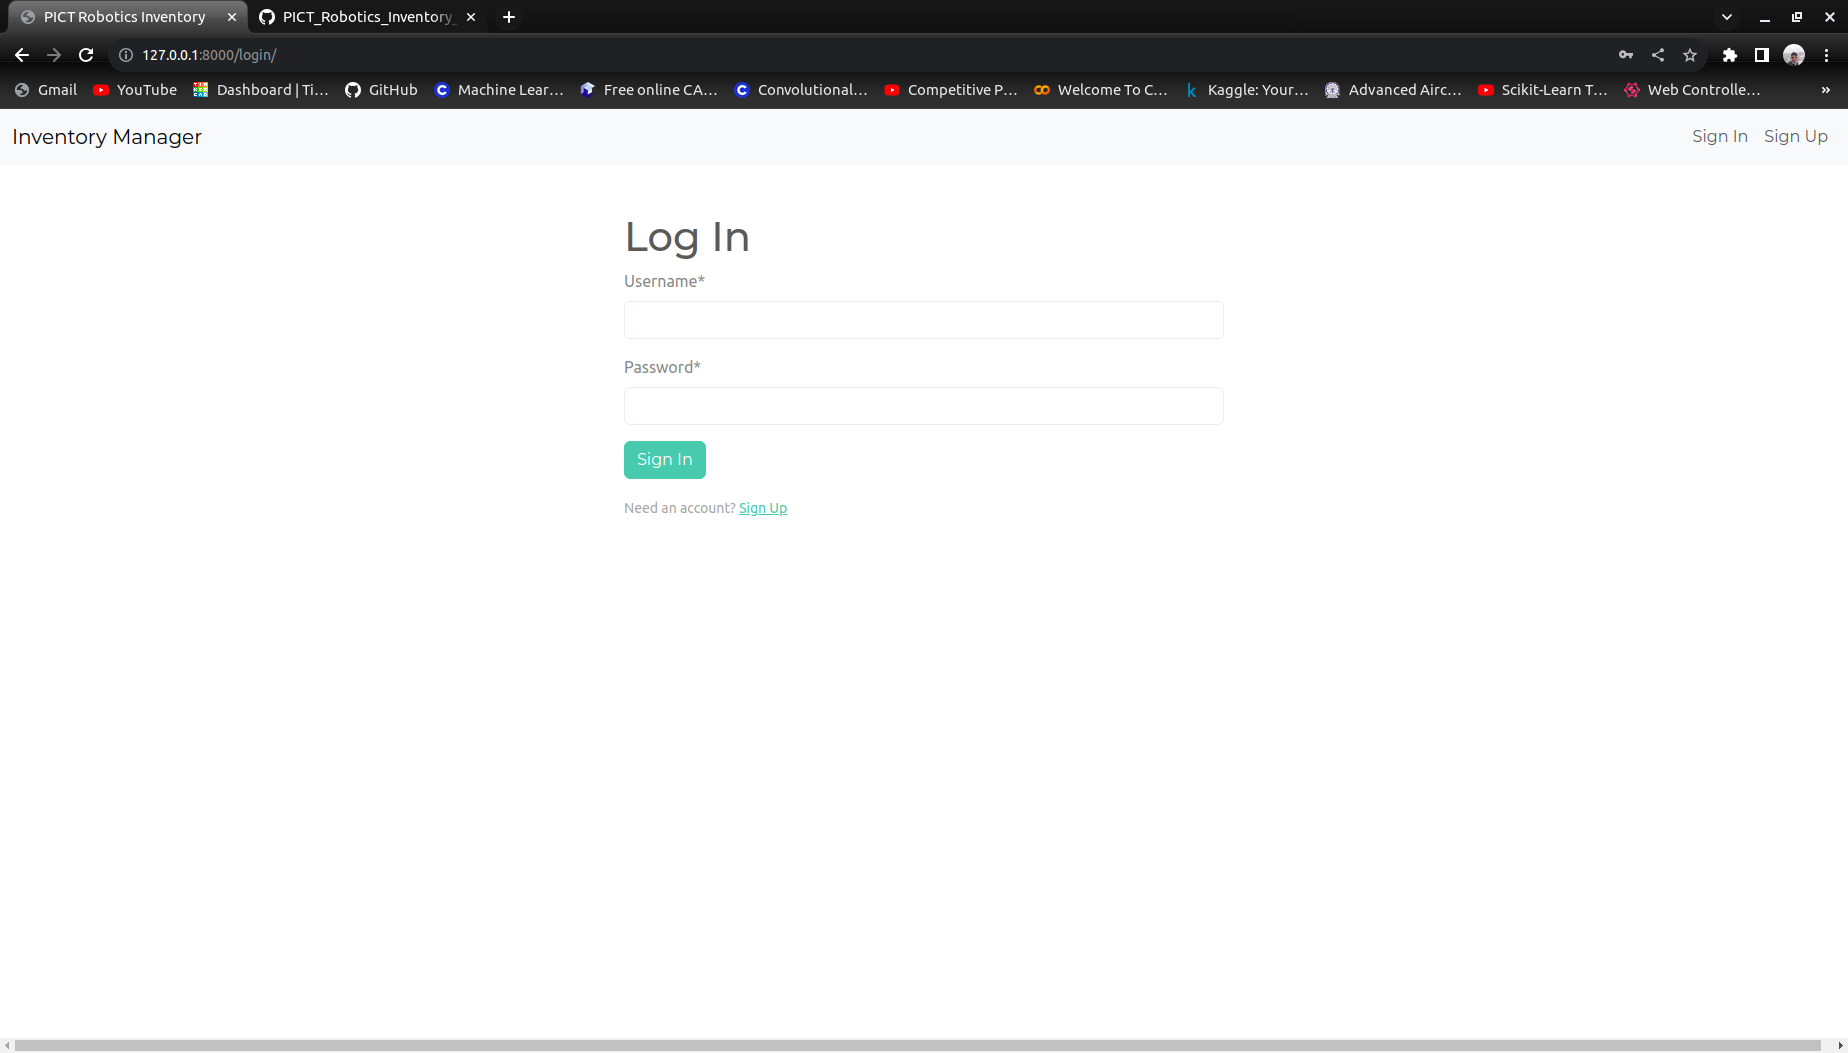 PICT Robotics Inventory
PICT_Robotics_Inventory_
127.0.0.1:8000/login/
Gmail YouTube Dashboard | Ti... GitHub Machine Lear... Free online CA... Convolutional... Competitive P... Welcome To C... Kaggle: Your... Advanced Airc... Scikit-Learn T... Web Controlle... »
Inventory Manager
Sign In Sign Up
Log In
Username*
Password*
Sign In
Need an account? Sign Up